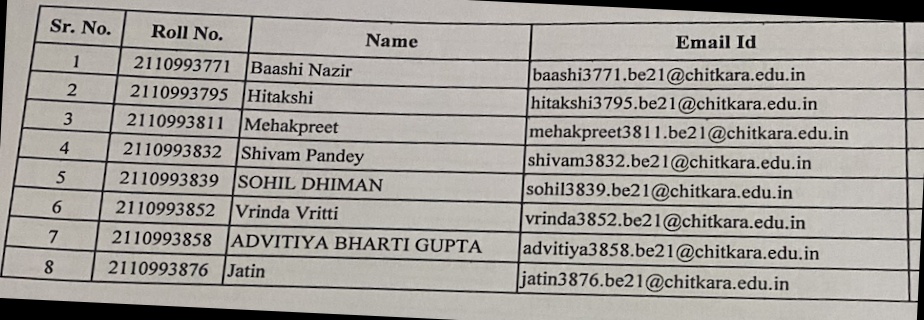 Sr. No. Roll No. Name Email Id
1 2110993771 Baashi Nazir baashi3771.be21@chitkara.edu.in
2 2110993795 Hitakshi hitakshi3795.be21@chitkara.edu.in
3 2110993811 Mehakpreet mehakpreet3811.be21@chitkara.edu.in
4 2110993832 Shivam Pandey shivam3832.be21@chitkara.edu.in
5 2110993839 SOHIL DHIMAN sohil3839.be21@chitkara.edu.in
6 2110993852 Vrinda Vritti vrinda3852.be21@chitkara.edu.in
7 2110993858 ADVITIYA BHARTI GUPTA advitiya3858.be21@chitkara.edu.in
8 2110993876 Jatin jatin3876.be21@chitkara.edu.in